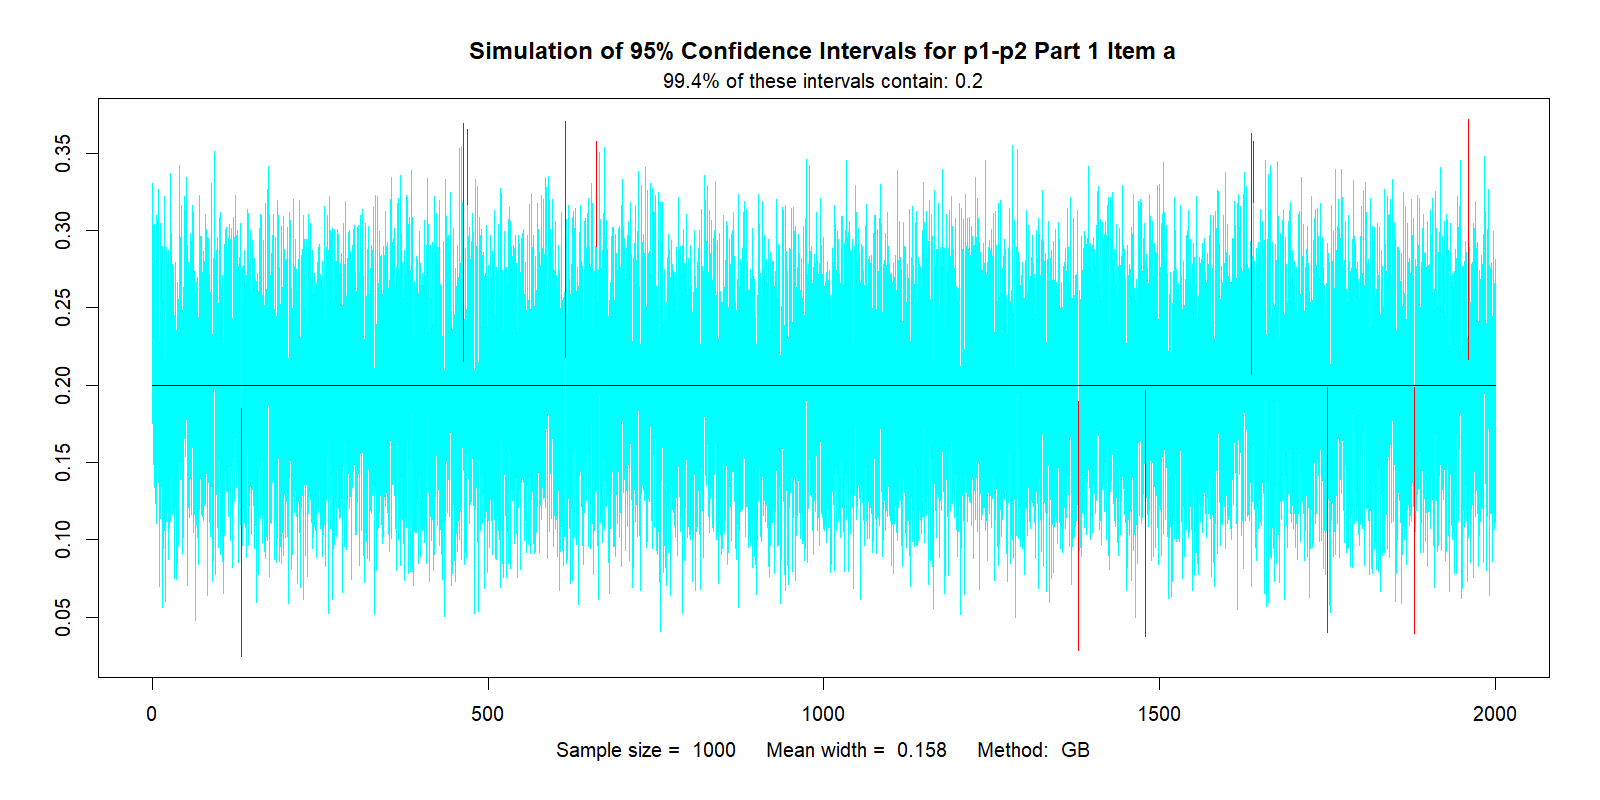 Simulation of 95% Confidence Intervals for p1-p2 Part 1 Item a
99.4% of these intervals contain: 0.2
0.35
0.30
0.25
0.20
0.15
0.10
0.05
0 500 1000 1500 2000
Sample size = 1000 Mean width = 0.158 Method: GB